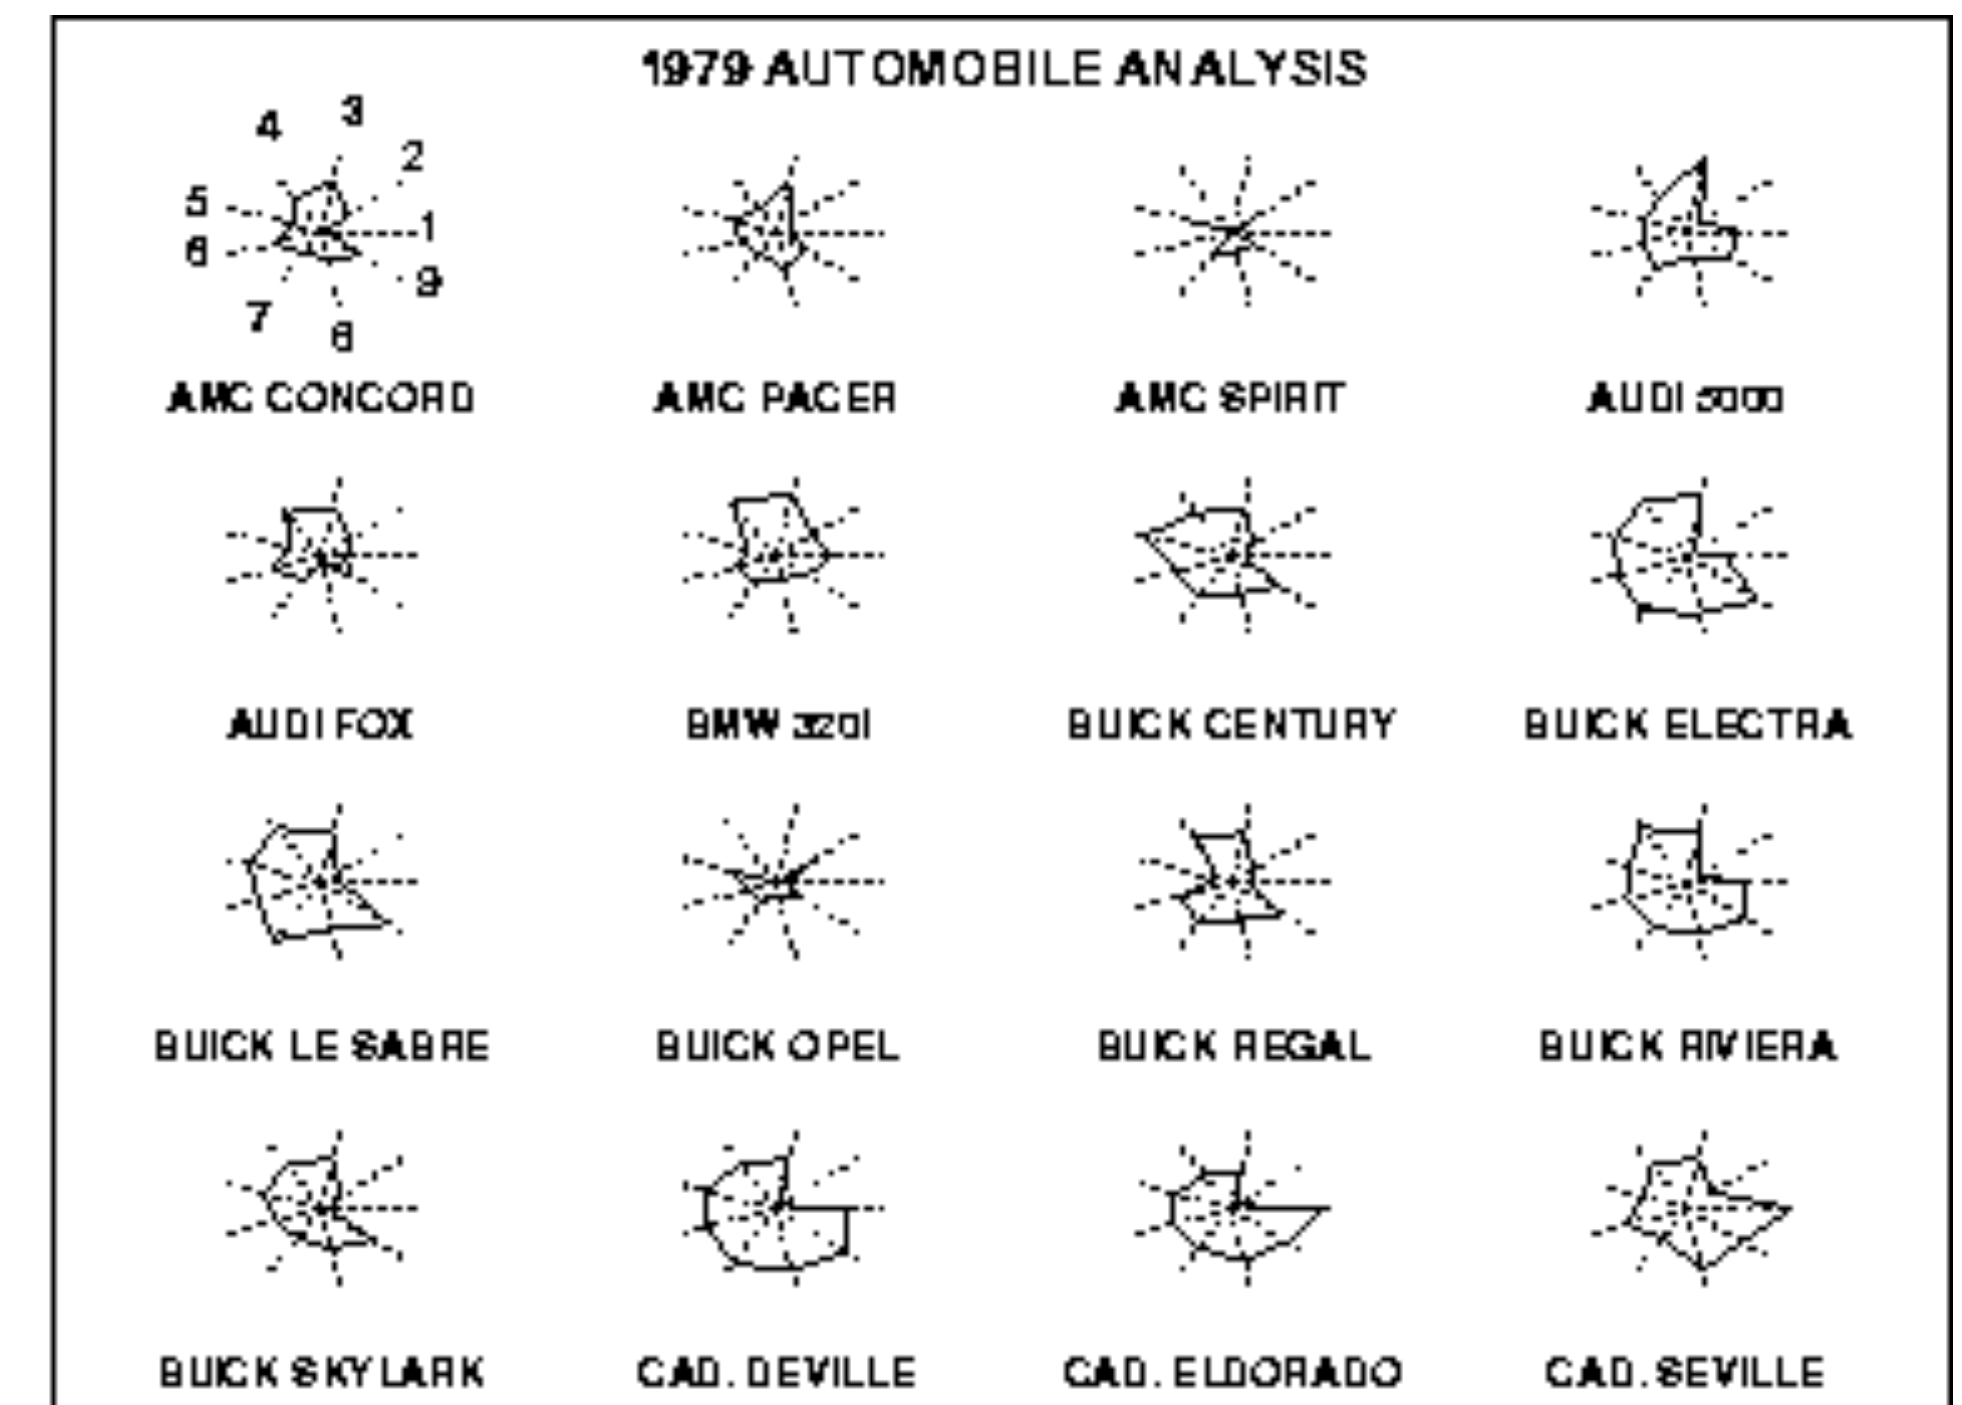 1979 AUTOMOBILE ANALYSIS
3
4
2
5
1
6
9
7
6
AMC CONCORD AMC PACER AMC SPIRIT AUDI 5000
AUDI FOX BMW 320I BUICK CENTURY BUICK ELECTRA
BUICK LE SABRE BUICK OPEL BUICK REGAL BUICK RIVIERA
BUICK SKYLARK CAD. DEVILLE CAD. ELDORADO CAD. SEVILLE